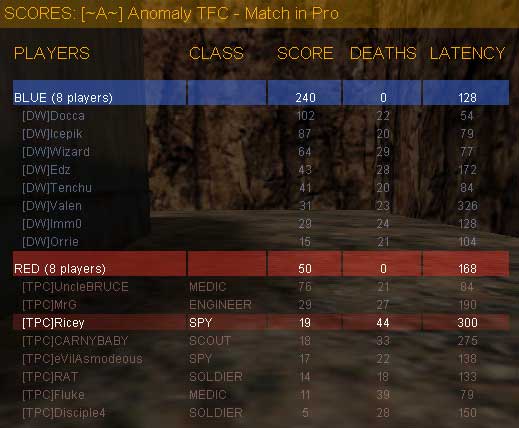 SCORES: [~A~] Anomaly TFC - Match in Pro
PLAYERS CLASS SCORE DEATHS LATENCY
BLUE (8 players) 240 0 128
[DW]Docca 102 22 54
[DW]Icepik 87 20 79
[DW]Wizard 64 29 77
[DW]Edz 43 28 172
[DW]Tenchu 41 20 84
[DW]Valen 31 23 326
[DW]Imm0 29 24 128
[DW]Orrie 15 21 104
RED (8 players) 50 0 168
[TPC]UncleBRUCE MEDIC 76 21 84
[TPC]MrG ENGINEER 29 27 190
[TPC]Ricey SPY 19 44 300
[TPC]CARNYBABY SCOUT 18 33 275
[TPC]eVilAsmodeous SPY 17 22 138
[TPC]RAT SOLDIER 14 18 133
[TPC]Fluke MEDIC 11 39 79
[TPC]Disciple4 SOLDIER 5 28 150